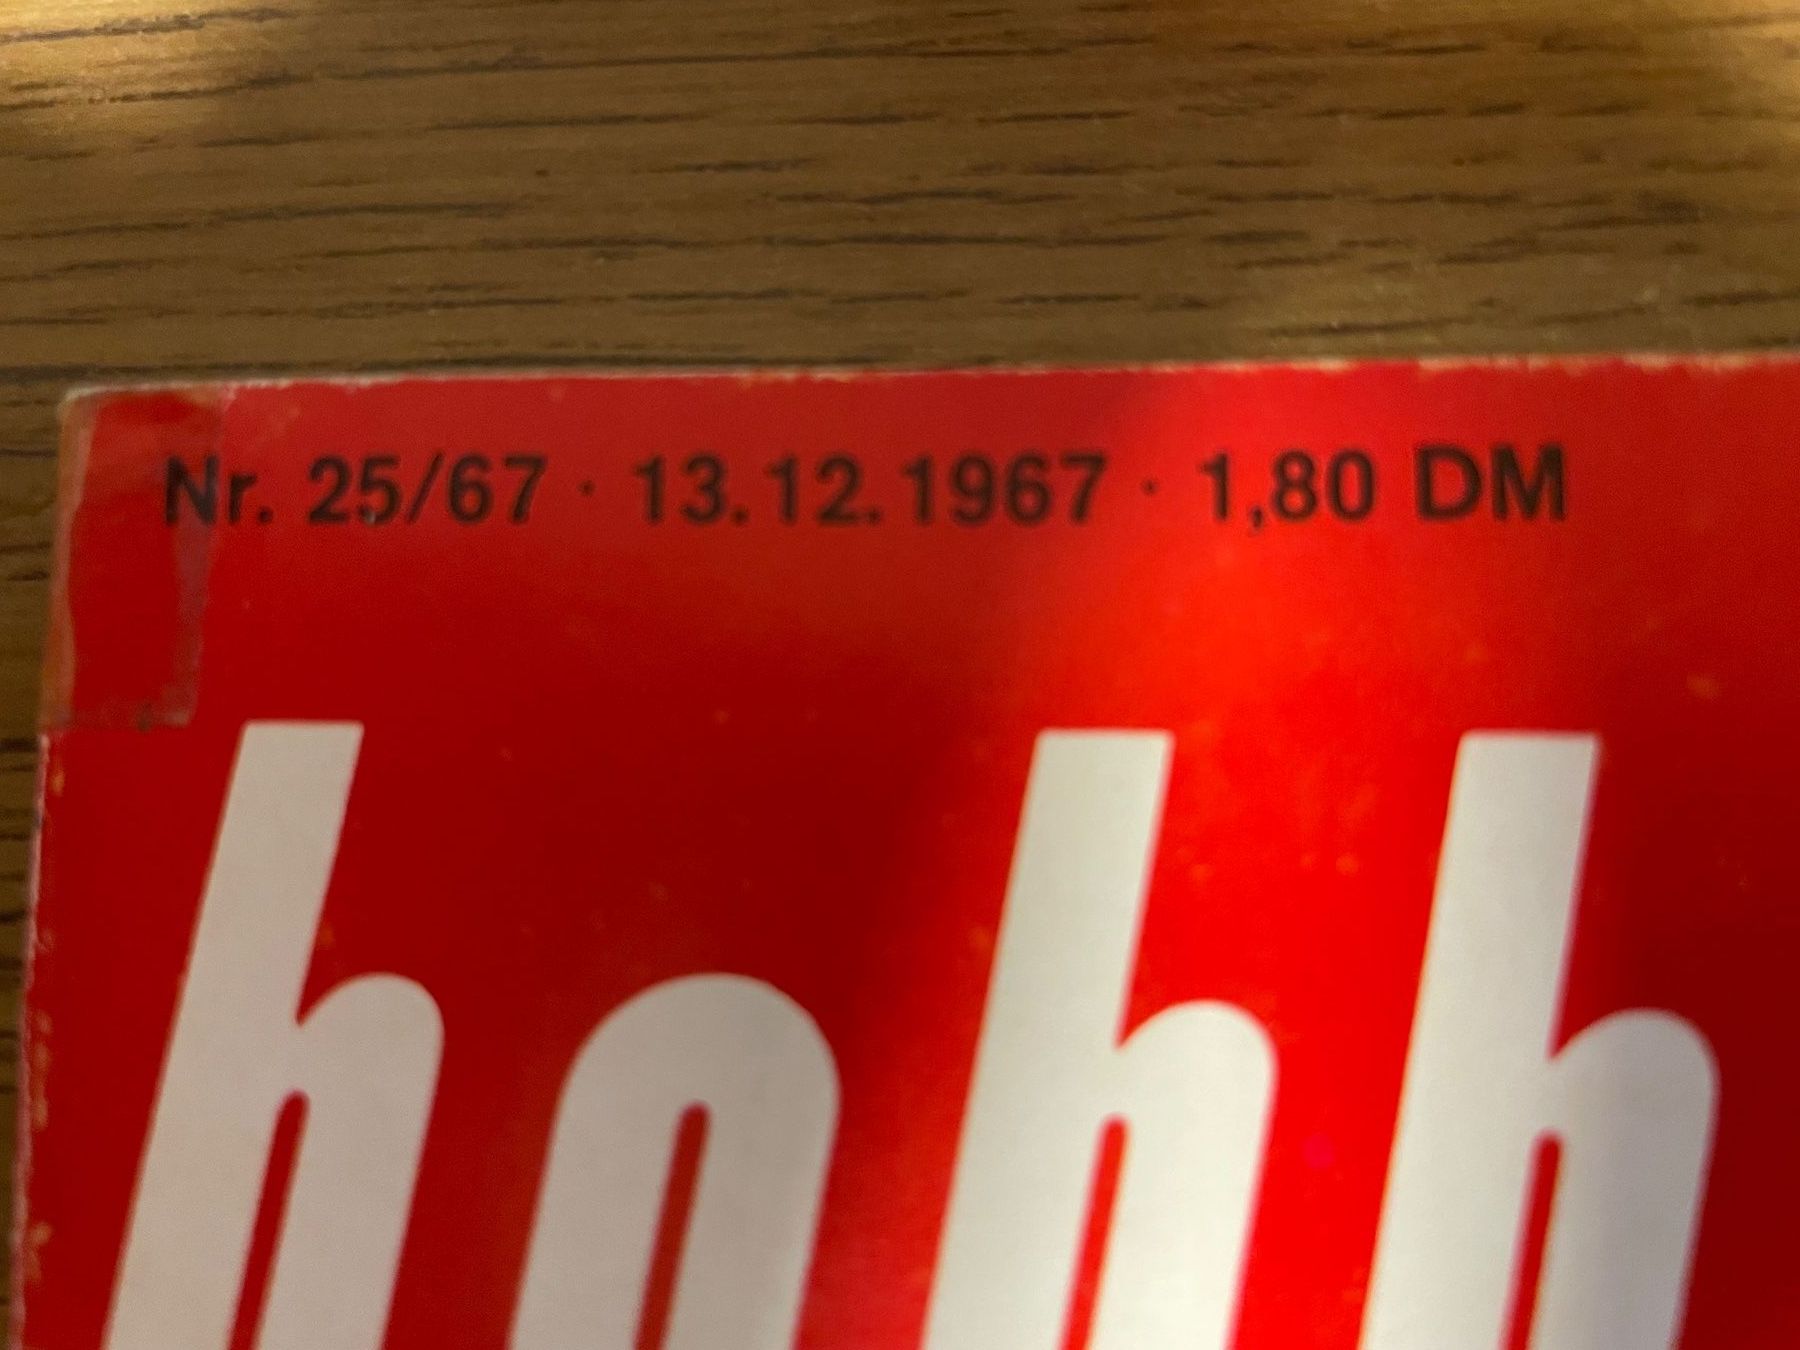 Nr. 25/67 · 13.12.1967 · 1,80 DM
hobb